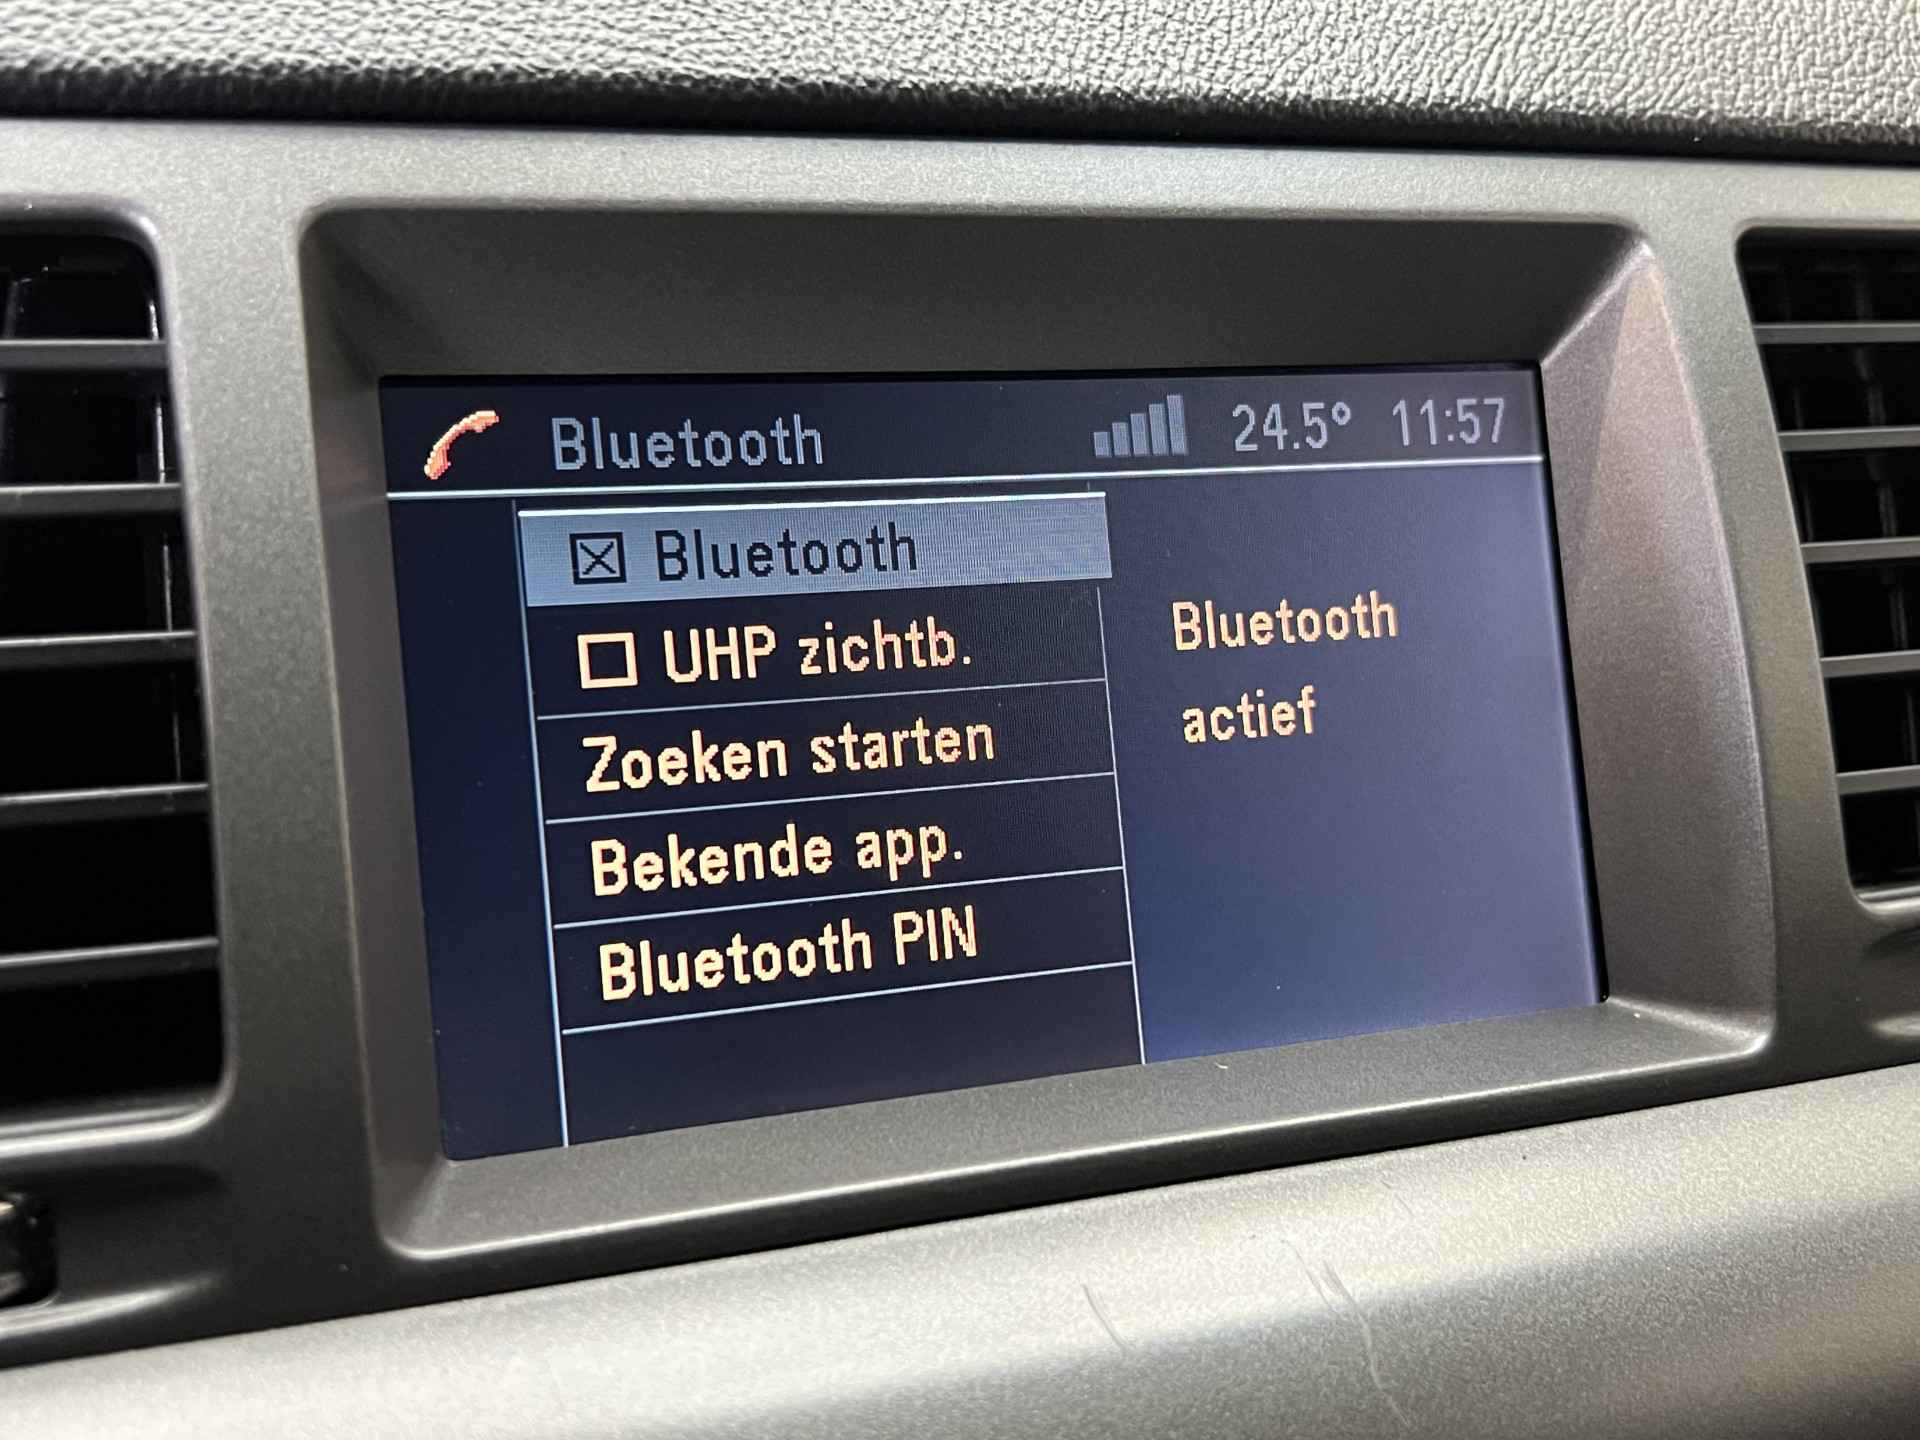 Bluetooth 24.5° 11:57
Bluetooth
UHP zichtb.
Zoeken starten
Bekende app.
Bluetooth PIN
Bluetooth
actief